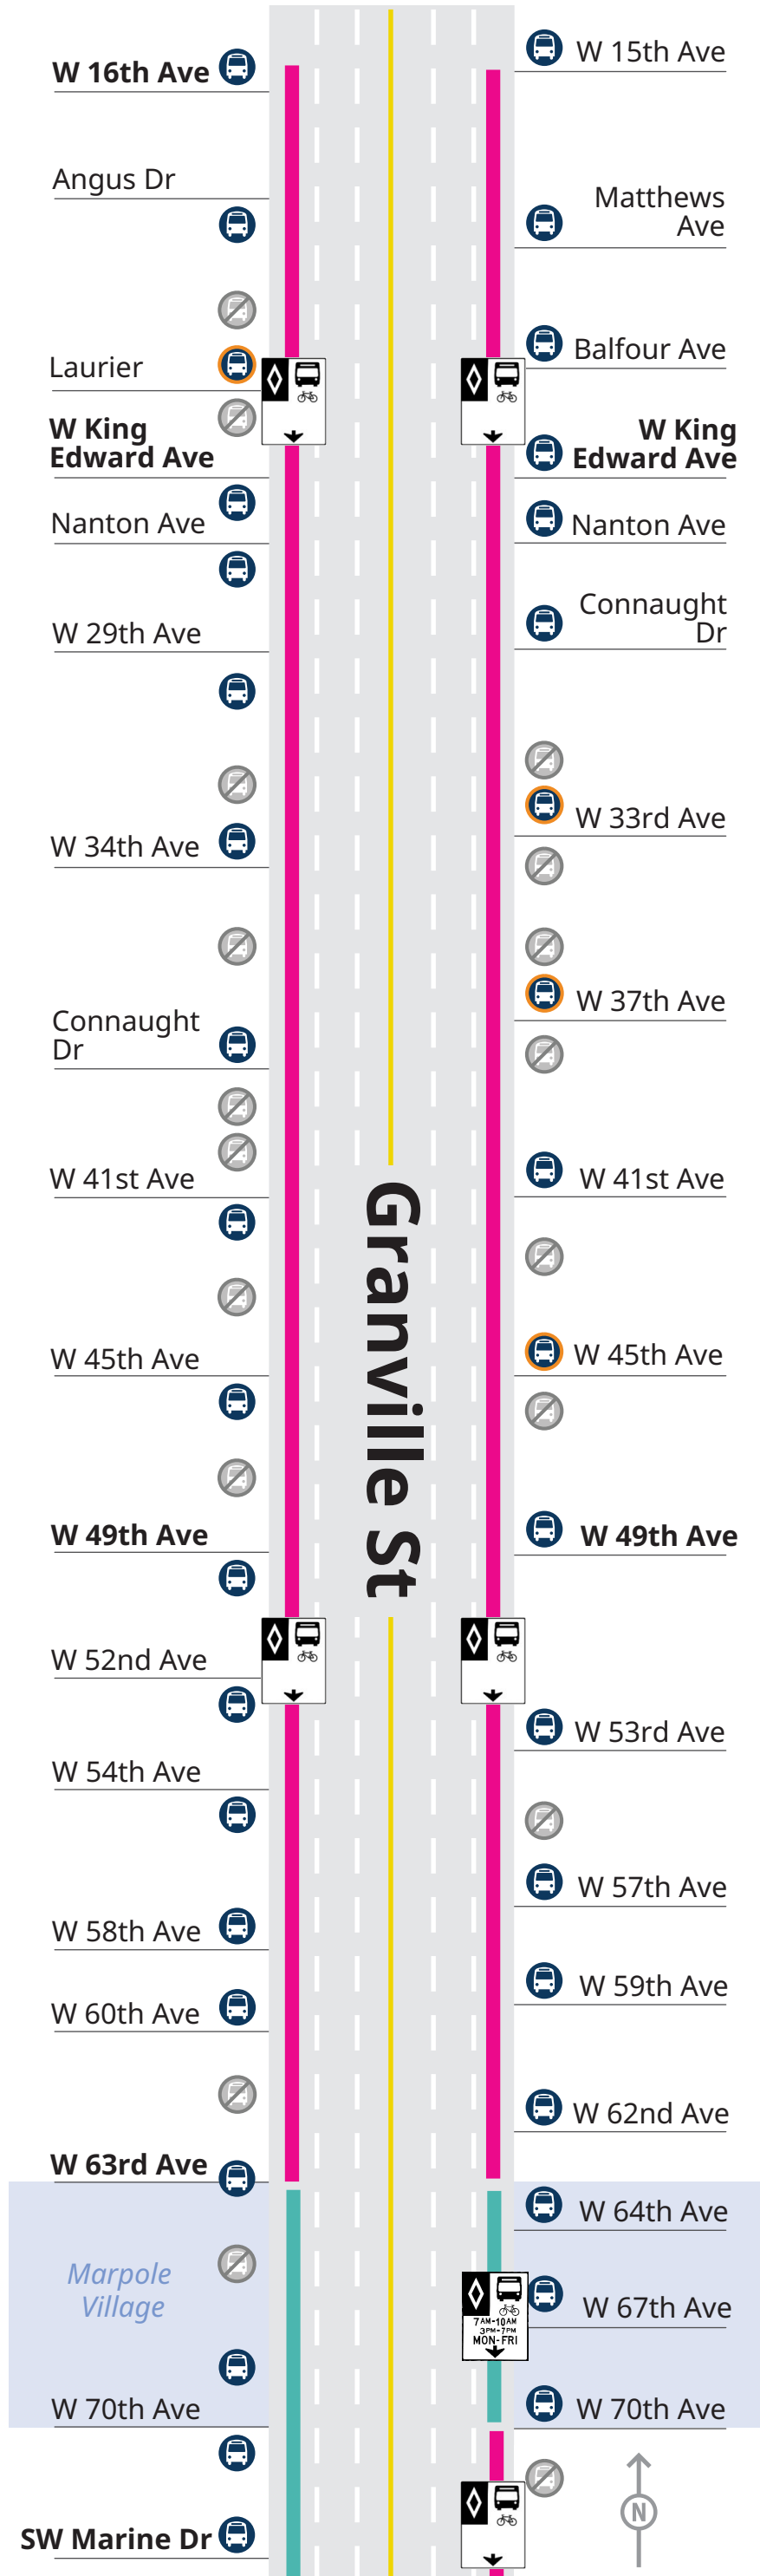 W 16th Ave
W 15th Ave
Angus Dr
Matthews
Ave
Laurier
Balfour Ave
W King
Edward Ave
W King
Edward Ave
Nanton Ave
Nanton Ave
Connaught
Dr
W 29th Ave
W 33rd Ave
W 34th Ave
W 37th Ave
Connaught
Dr
W 41st Ave
W 41st Ave
Granville St
W 45th Ave
W 45th Ave
W 49th Ave
W 49th Ave
W 52nd Ave
W 53rd Ave
W 54th Ave
W 57th Ave
W 58th Ave
W 59th Ave
W 60th Ave
W 62nd Ave
W 63rd Ave
W 64th Ave
Marpole
Village
W 67th Ave
7AM-10AM
3PM-7PM
MON-FRI
W 70th Ave
W 70th Ave
N
SW Marine Dr